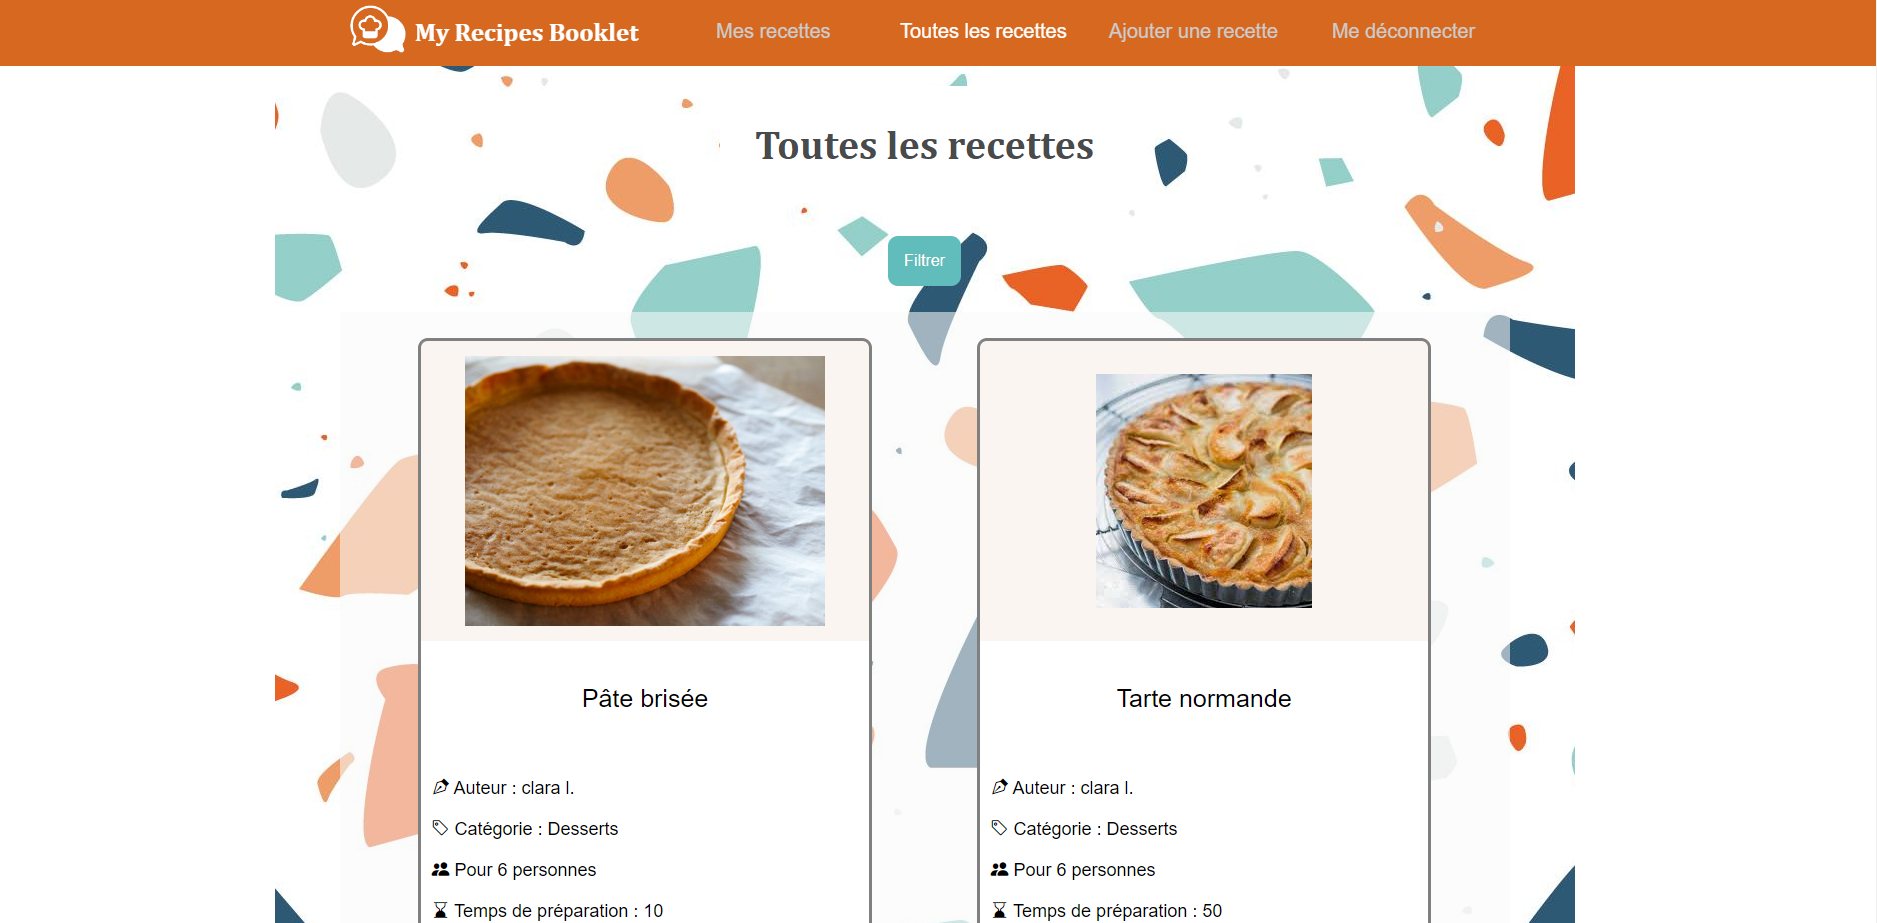 My Recipes Booklet
Mes recettes
Toutes les recettes
Ajouter une recette
Me déconnecter
Toutes les recettes
Filtrer
Pâte brisée
Auteur : clara l.
Catégorie : Desserts
Pour 6 personnes
Temps de préparation : 10
Tarte normande
Auteur : clara l.
Catégorie : Desserts
Pour 6 personnes
Temps de préparation : 50